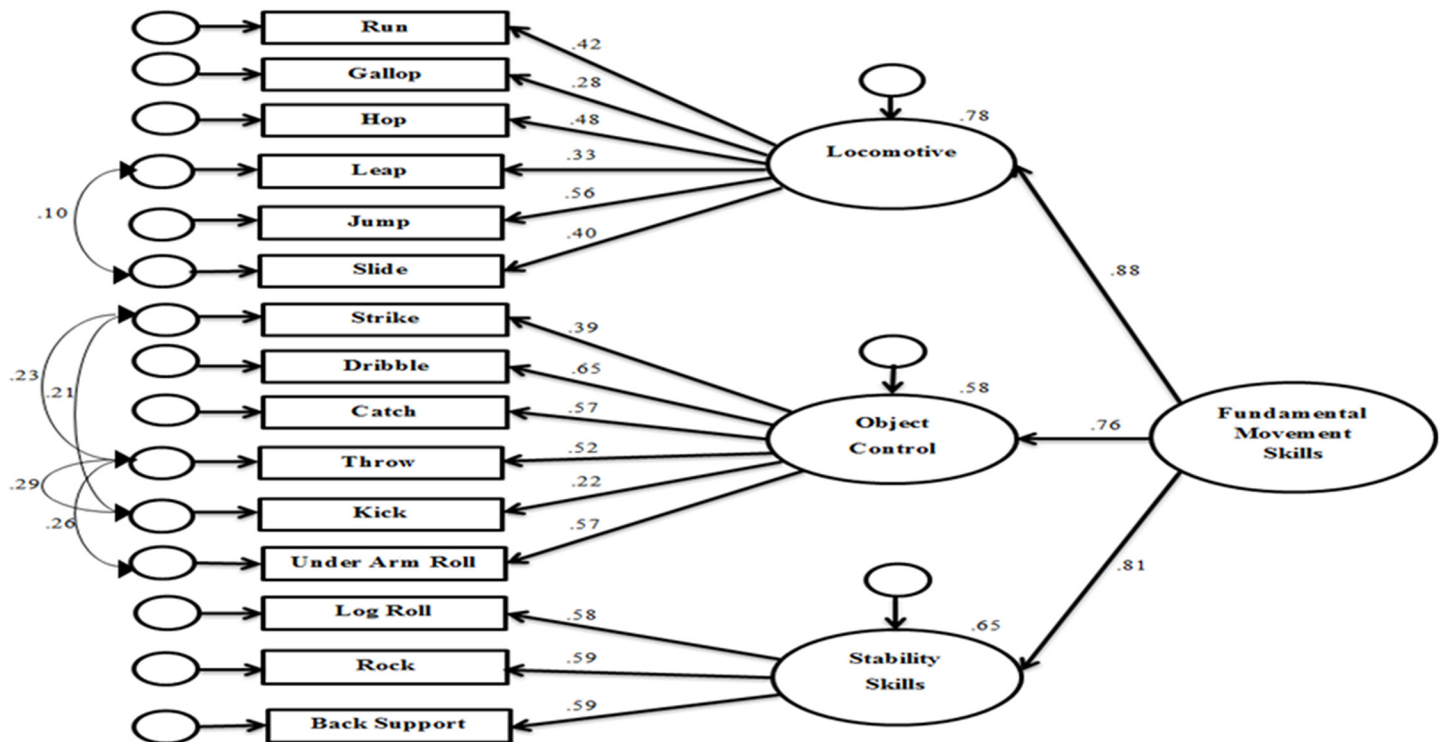 Run
.42
Gallop
.28
Hop
.48
.78
Locomotive
Leap
.33
.10
Jump
.56
Slide
.40
.88
Strike
.39
.23
.21
Dribble
.65
.58
Catch
.57
Object
Control
.76
Fundamental
Movement
Skills
Throw
.52
.29
Kick
.22
.26
Under Arm Roll
.57
.81
Log Roll
.58
.65
Rock
.59
Stability
Skills
Back Support
.59